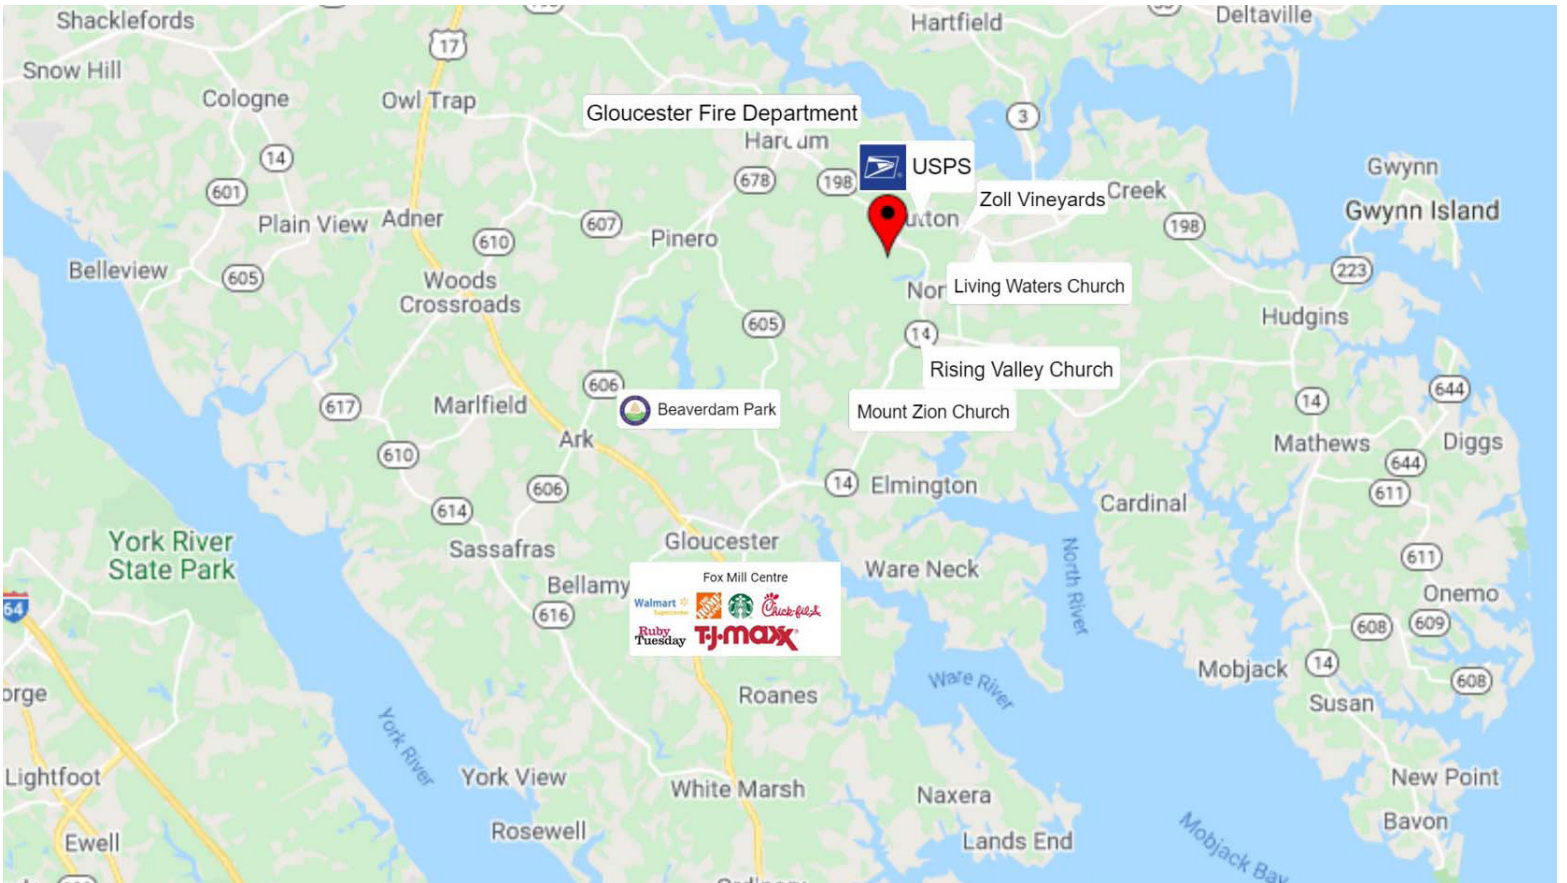 Shacklefords
Hartfield
Deltaville
17
Snow Hill
Cologne
Owl Trap
Gloucester Fire Department
3
14
678
198
USPS
Zoll Vineyards
Creek
Gwynn
601
Plain View
Adner
607
610
Pinero
utton
198
Gwynn Island
Belleview
605
Woods
Crossroads
Nor
Living Waters Church
223
Hudgins
605
14
Rising Valley Church
606
Beaverdam Park
Mount Zion Church
617
Marlfield
14
644
Ark
610
Mathews
Diggs
644
606
14
Elmington
611
614
Cardinal
York River
State Park
Sassafras
Gloucester
Ware Neck
North River
611
Bellamy
Fox Mill Centre
Walmart
Supercenter
Chick-fil-A
Ruby
Tuesday
T.J.maxx
64
616
Onemo
608
609
orge
Roanes
Ware River
Mobjack
14
608
Susan
York River
Lightfoot
York View
White Marsh
Naxera
New Point
Rosewell
Lands End
Mobjack Bay
Bavon
Ewell